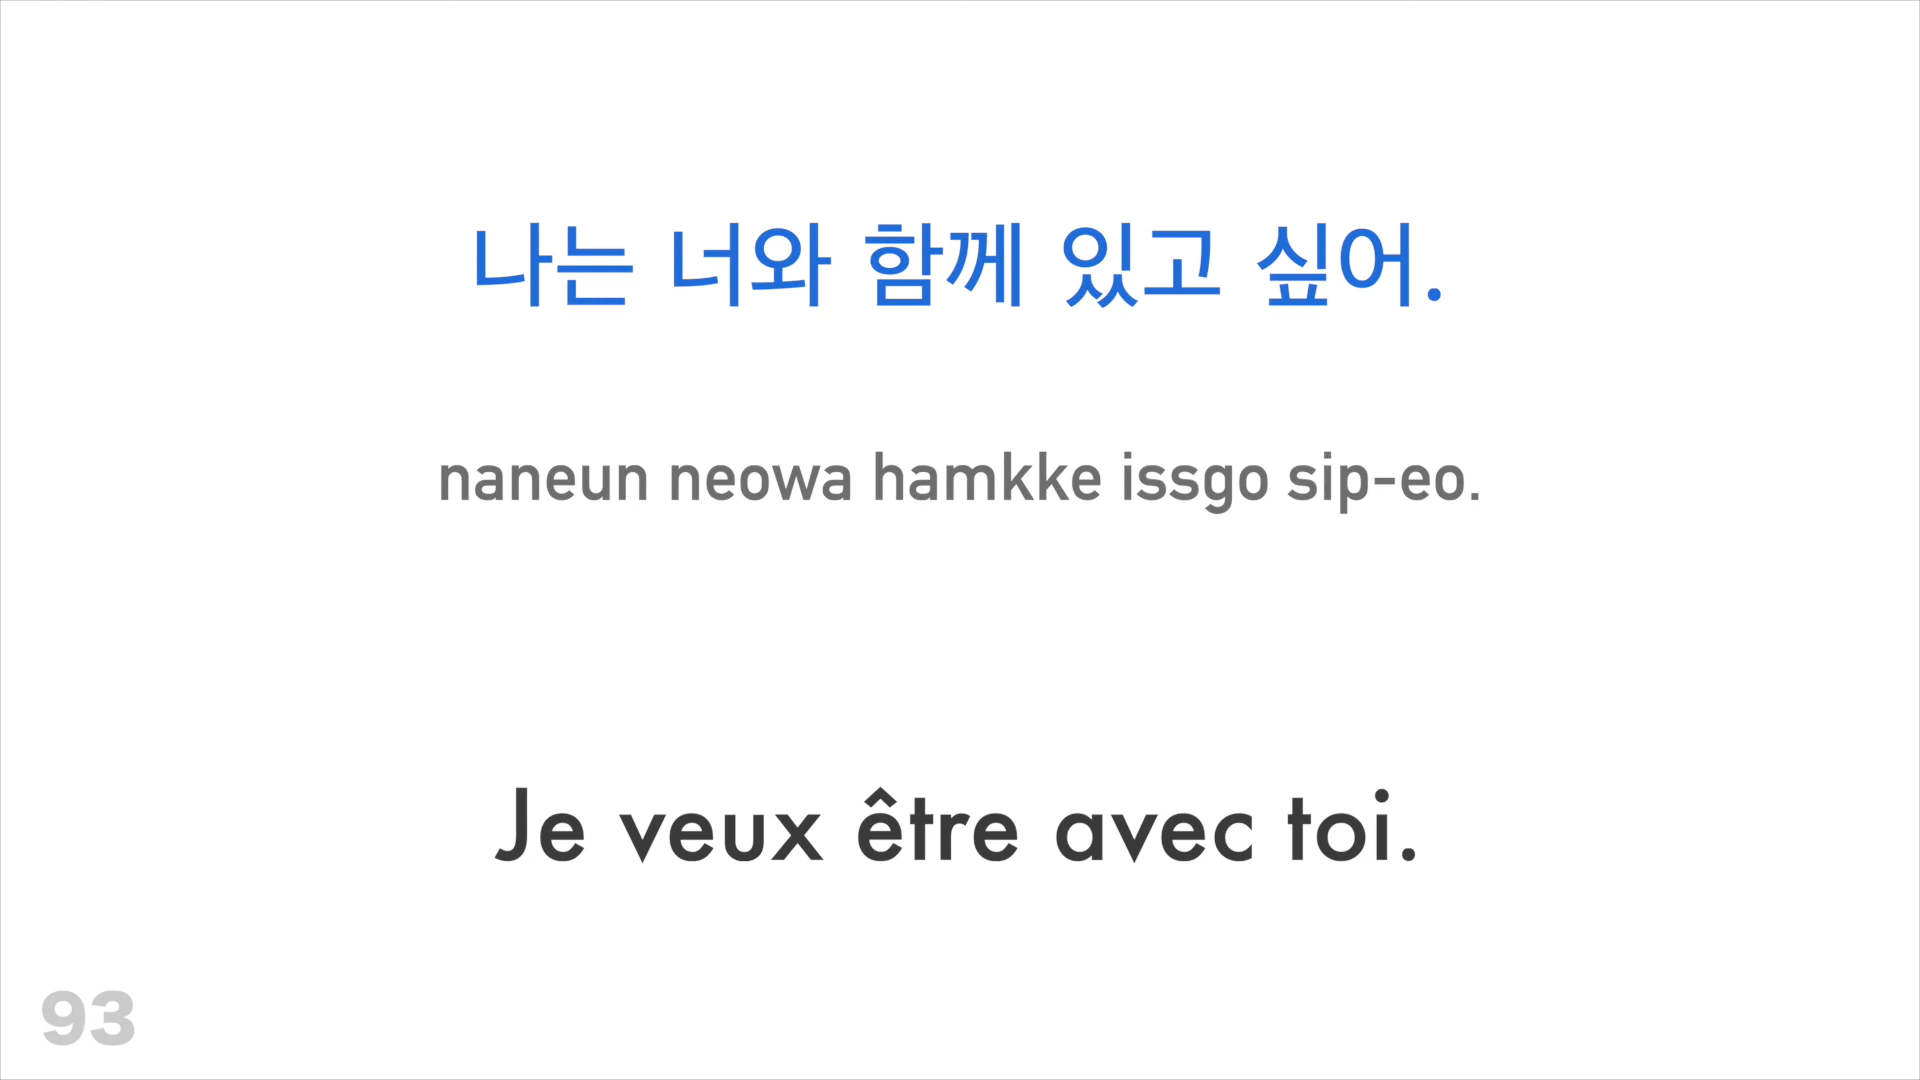 나는 너와 함께 있고 싶어.
naneun neowa hamkke issgo sip-eo.
Je veux être avec toi.
93